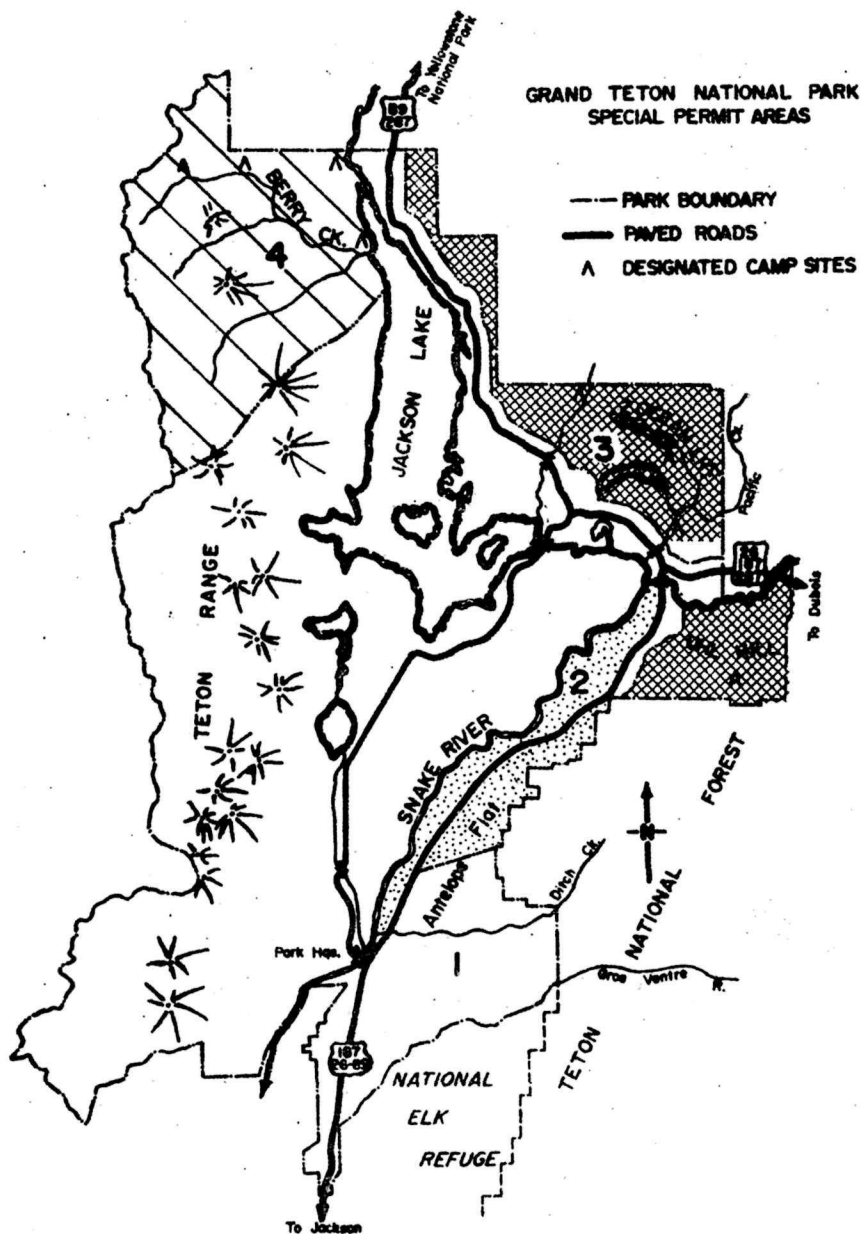 GRAND TETON NATIONAL PARK
SPECIAL PERMIT AREAS
PARK BOUNDARY
PAVED ROADS
DESIGNATED CAMP SITES
To Yellowstone
National Park
89
287
BERRY CK.
4
JACKSON LAKE
3
Pacific Ck.
To Dubois
TETON RANGE
2
SNAKE RIVER
Antelope Flat
Ditch Ck.
N
TETON NATIONAL FOREST
Park Hqs.
1
Gros Ventre R.
187
26-89
NATIONAL
ELK
REFUGE
To Jackson